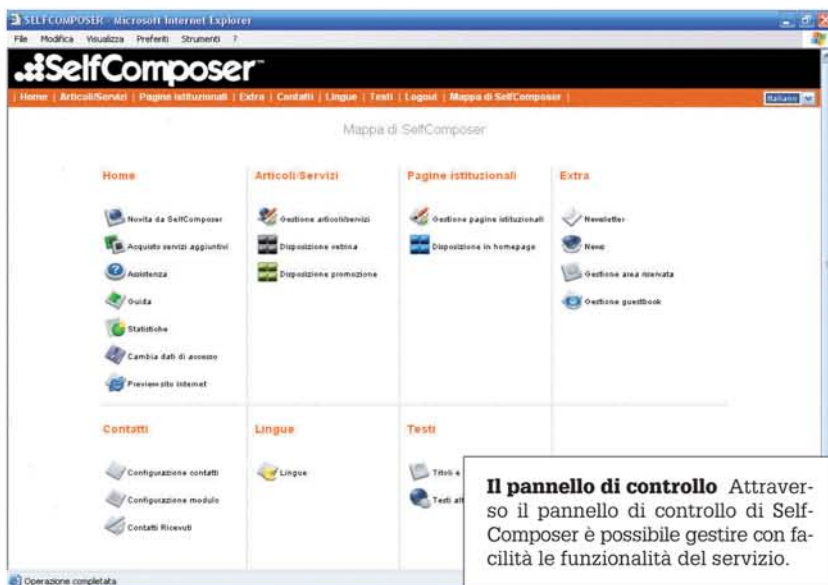 SELFCOMPOSER - Microsoft Internet Explorer
File Modifica Visualizza Preferiti Strumenti ?
SelfComposer™
| Home | Articoli/Servizi | Pagine istituzionali | Extra | Contatti | Lingue | Testi | Logout | Mappa di SelfComposer |
Italiano
Mappa di SelfComposer
Home
Novita da SelfComposer
Acquisto servizi aggiuntivi
Assistenza
Guida
Statistiche
Cambia dati di accesso
Preview sito internet
Articoli/Servizi
Gestione articoli/servizi
Disposizione vetrina
Disposizione promozione
Pagine istituzionali
Gestione pagine istituzionali
Disposizione in homepage
Extra
Newsletter
News
Gestione area riservata
Gestione guestbook
Contatti
Configurazione contatti
Configurazione modulo
Contatti Ricevuti
Lingue
Lingue
Testi
Titoli e
Testi
Il pannello di controllo Attraver-
so il pannello di controllo di Self-
Composer è possibile gestire con fa-
cilità le funzionalità del servizio.
Operazione completata